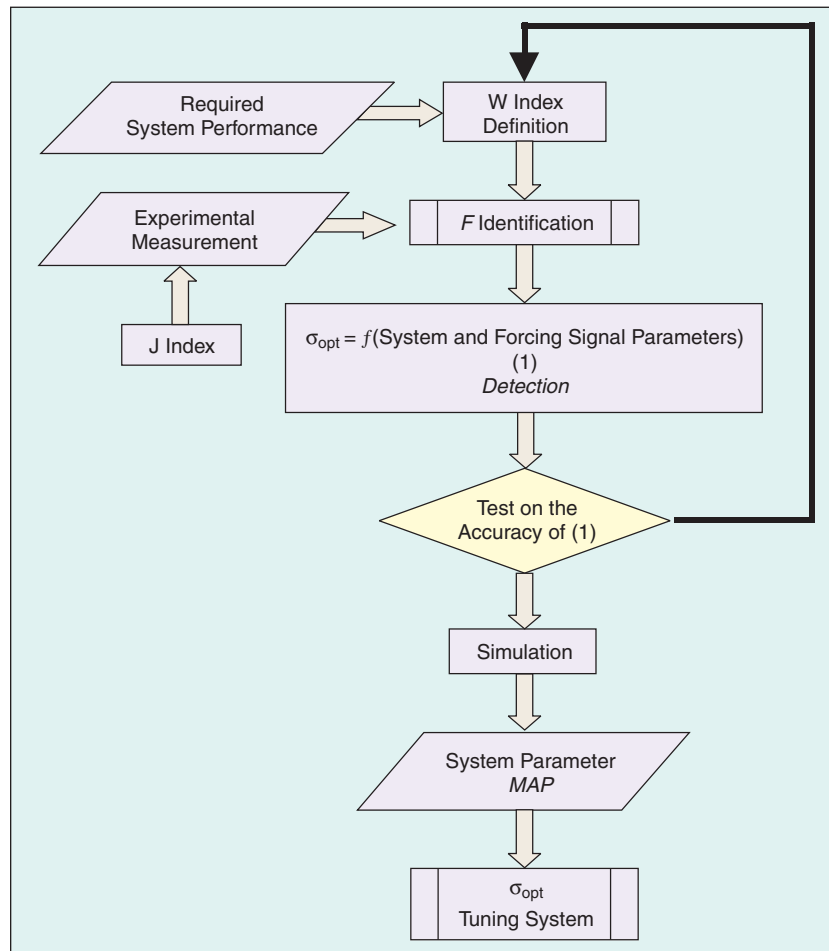 Required
System Performance
W Index
Definition
Experimental
Measurement
F Identification
J Index
σopt = f(System and Forcing Signal Parameters)
(1)
Detection
Test on the
Accuracy of (1)
Simulation
System Parameter
MAP
σopt
Tuning System